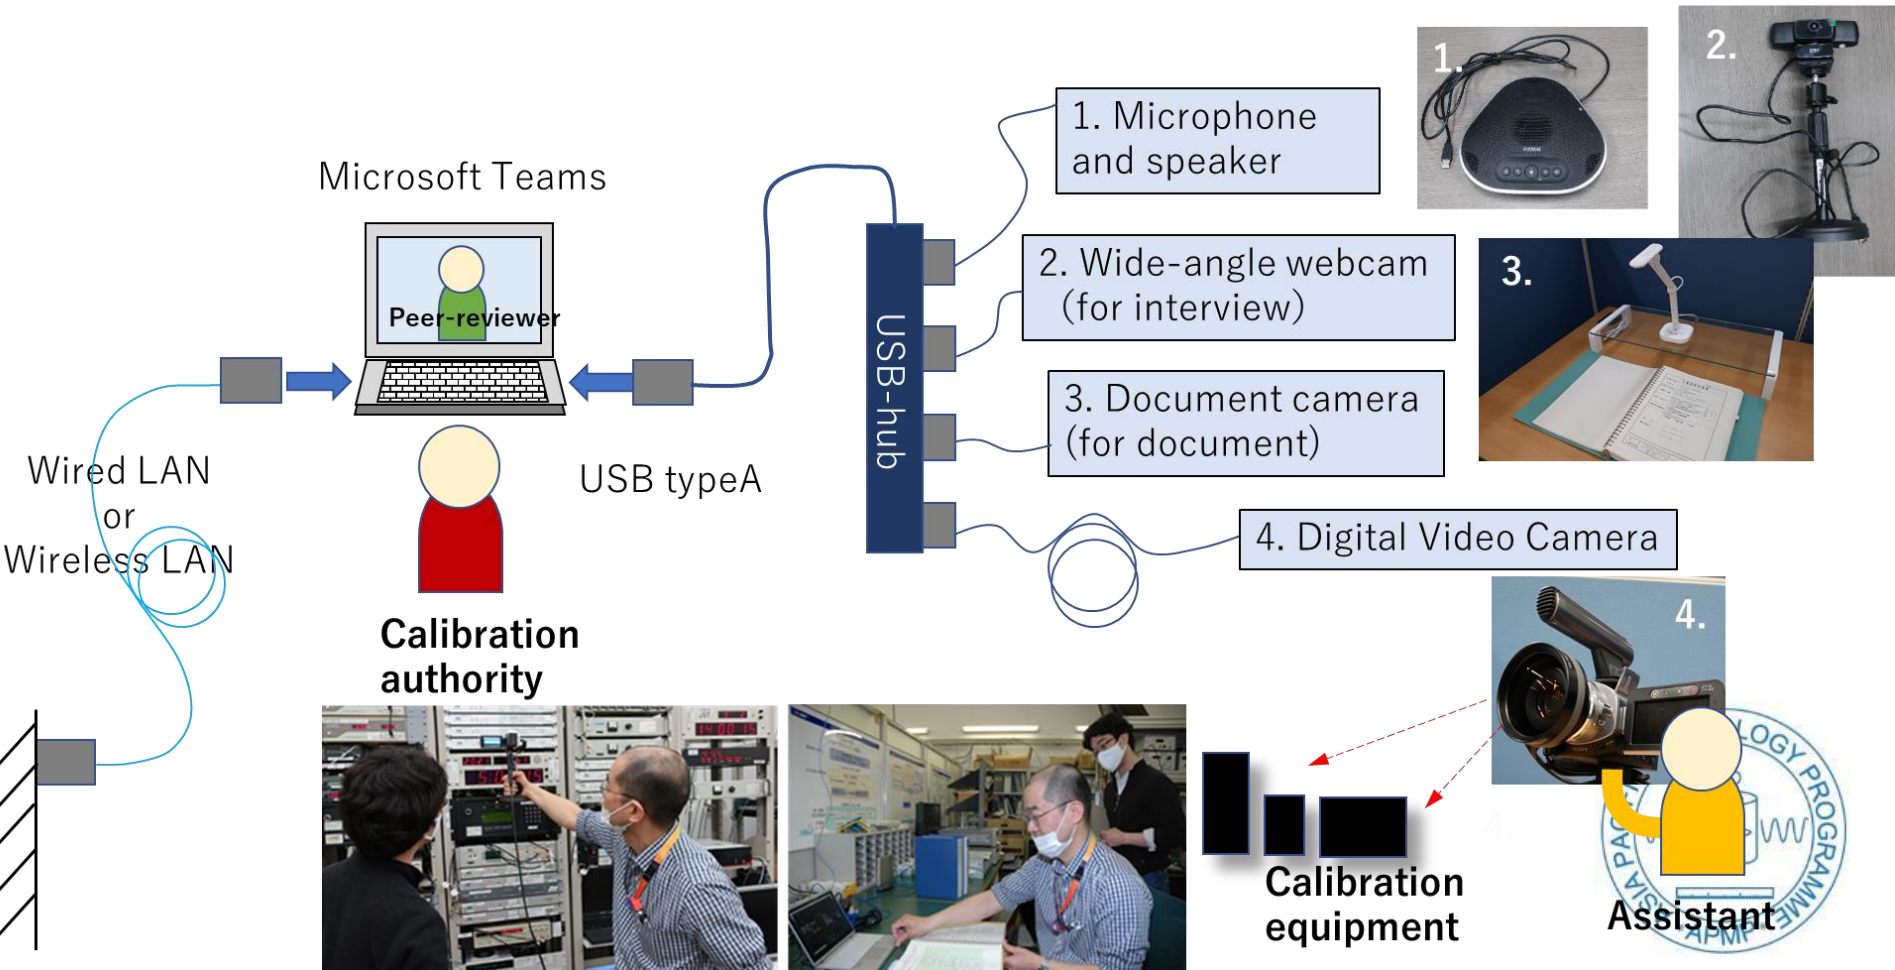 Microsoft Teams
Peer-reviewer
Wired LAN
or
Wireless LAN
USB typeA
Calibration
authority
USB-hub
1. Microphone
and speaker
2. Wide-angle webcam
(for interview)
3. Document camera
(for document)
4. Digital Video Camera
1.
2.
3.
4.
Calibration
equipment
Assistant
APMP